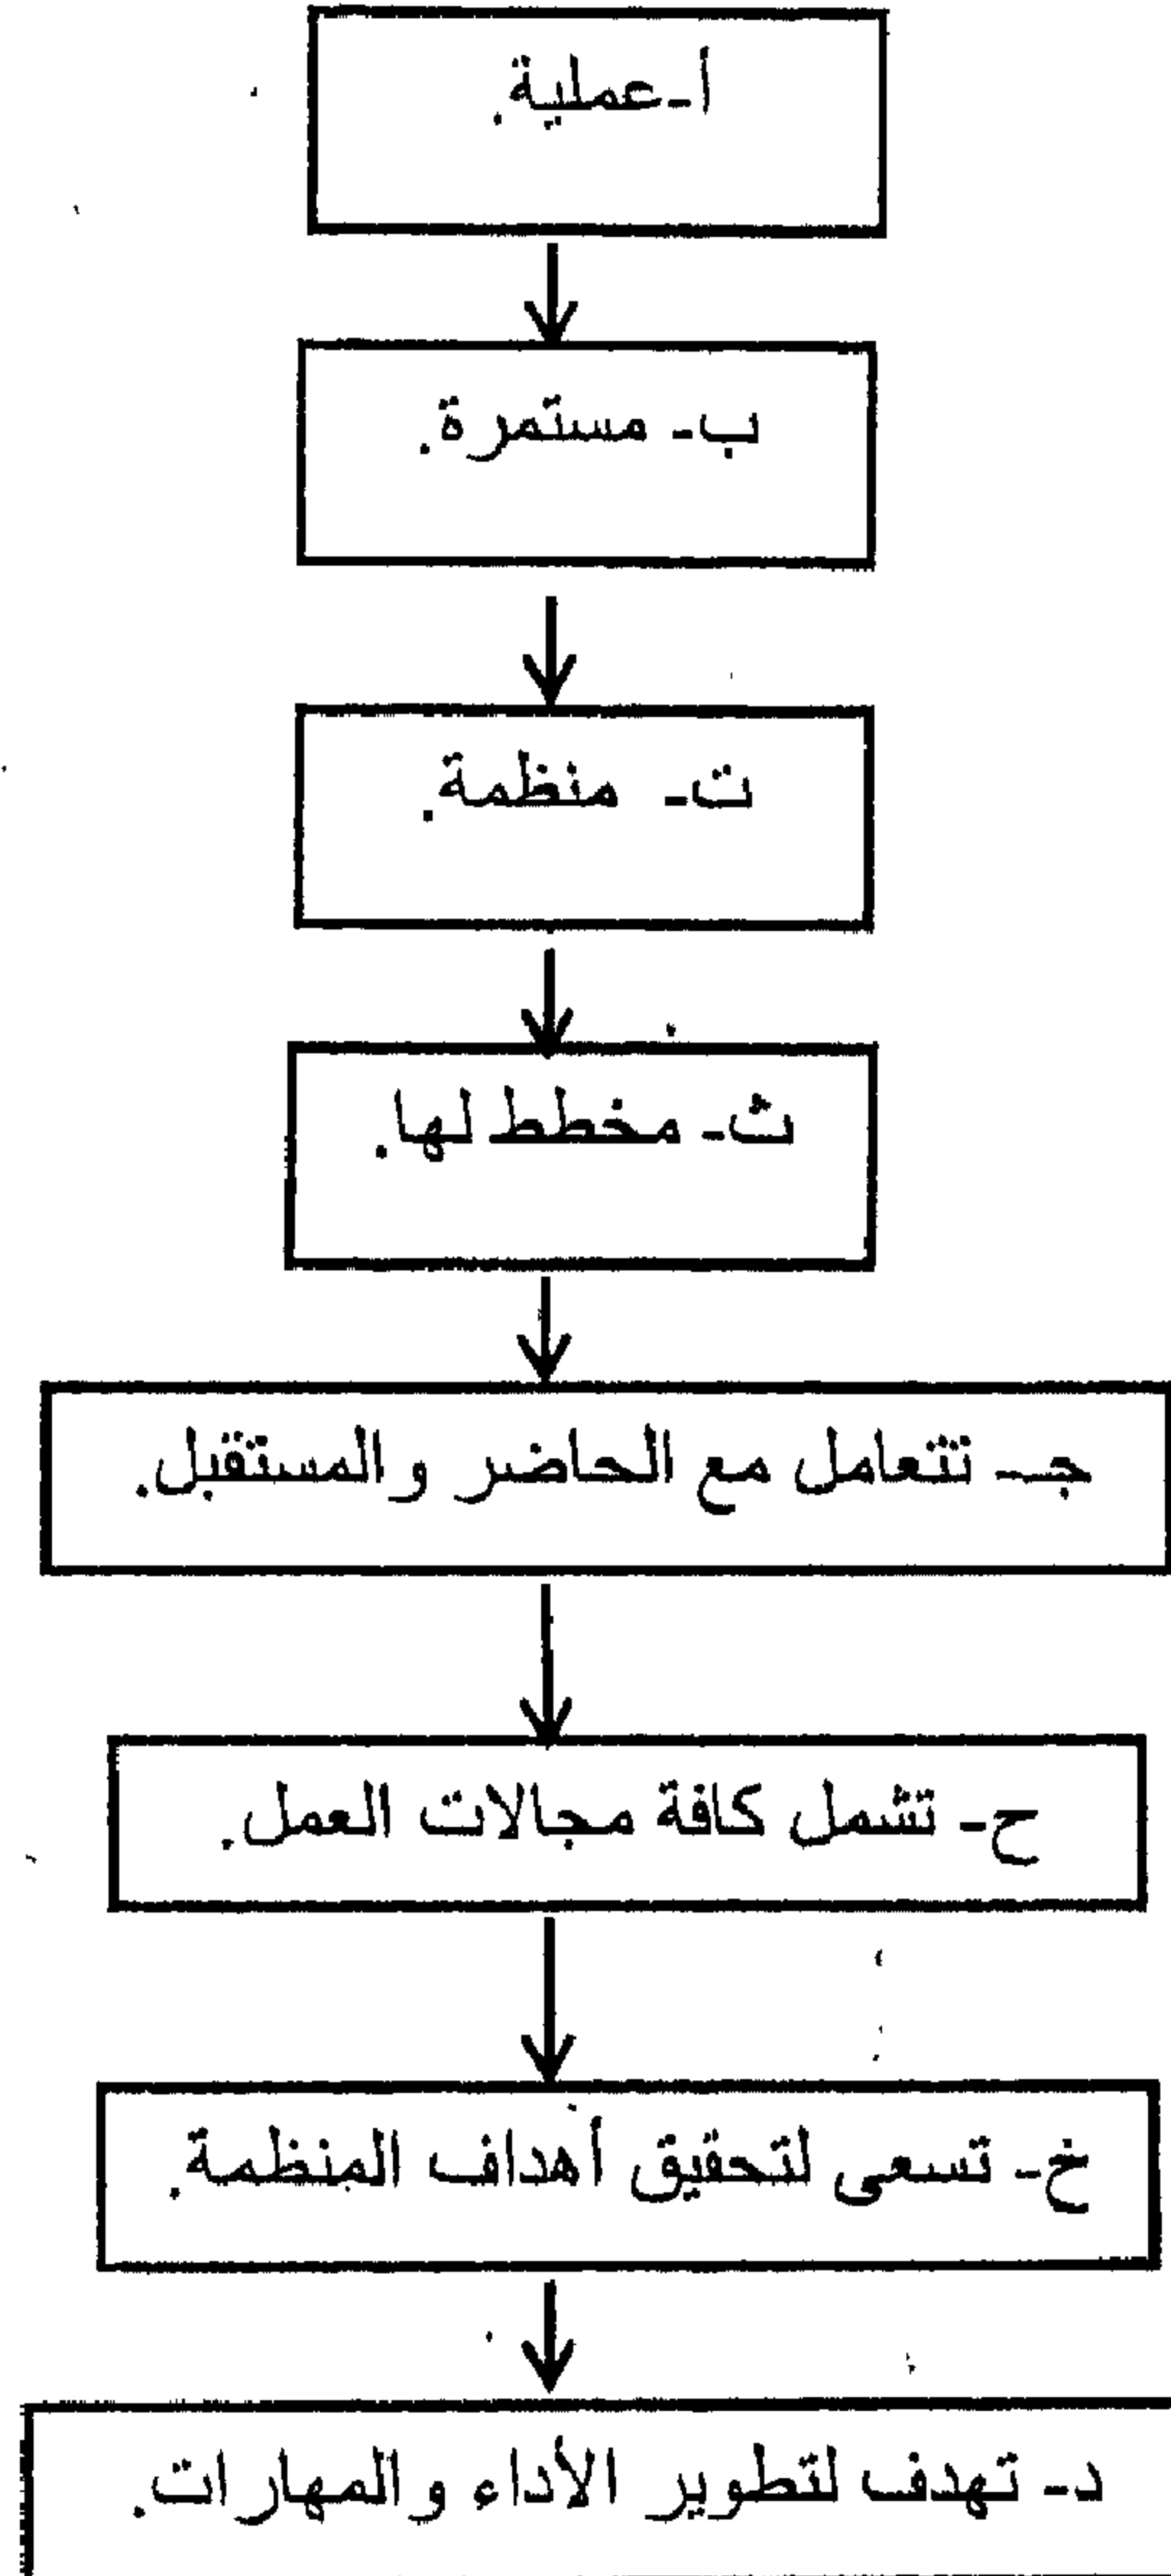 أ-عملية.
ب- مستمرة.
ت- منظمة.
ث- مخطط لها.
جـ- تتعامل مع الحاضر والمستقبل.
ح- تشمل كافة مجالات العمل.
خ- تسعى لتحقيق أهداف المنظمة.
د- تهدف لتطوير الأداء والمهارات.